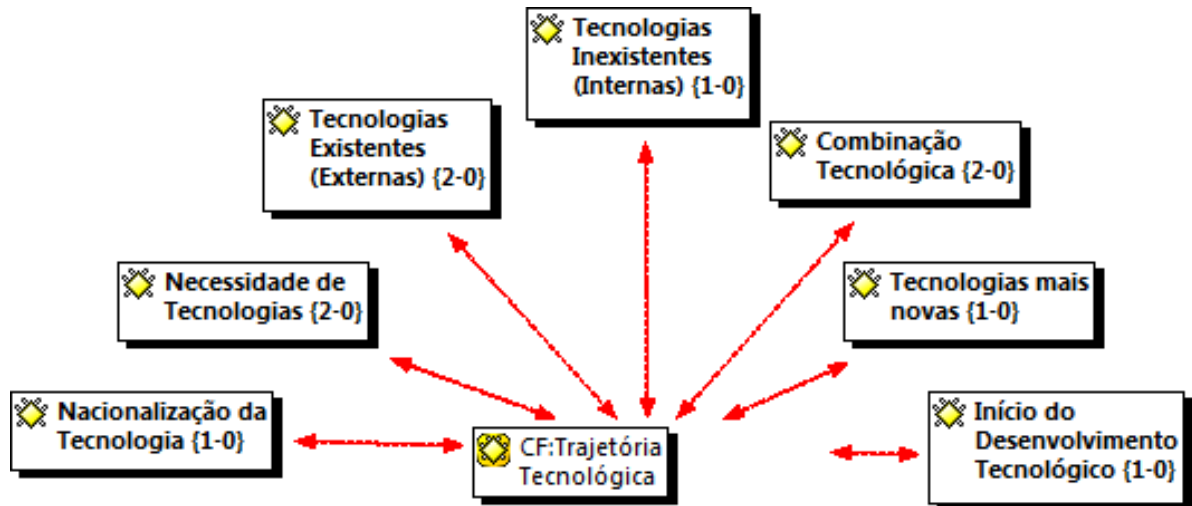 Tecnologias
Inexistentes
(Internas) {1-0}
Tecnologias
Existentes
(Externas) {2-0}
Combinação
Tecnológica {2-0}
Necessidade de
Tecnologias {2-0}
Tecnologias mais
novas {1-0}
Nacionalização da
Tecnologia {1-0}
CF:Trajetória
Tecnológica
Início do
Desenvolvimento
Tecnológico {1-0}